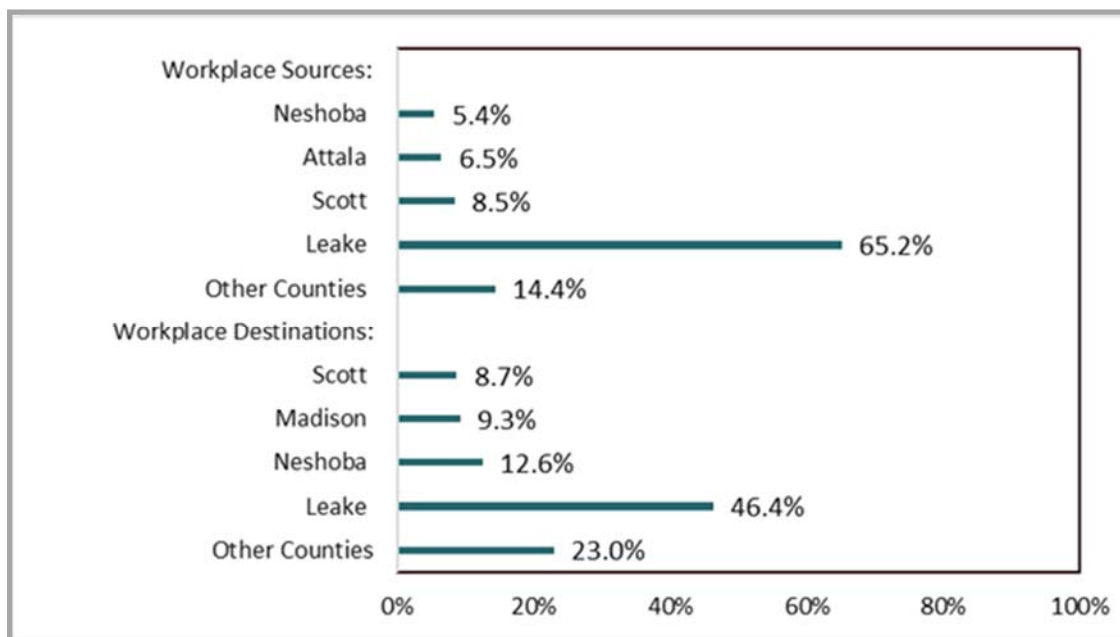 Workplace Sources:
Neshoba 5.4%
Attala 6.5%
Scott 8.5%
Leake 65.2%
Other Counties 14.4%
Workplace Destinations:
Scott 8.7%
Madison 9.3%
Neshoba 12.6%
Leake 46.4%
Other Counties 23.0%
0% 20% 40% 60% 80% 100%